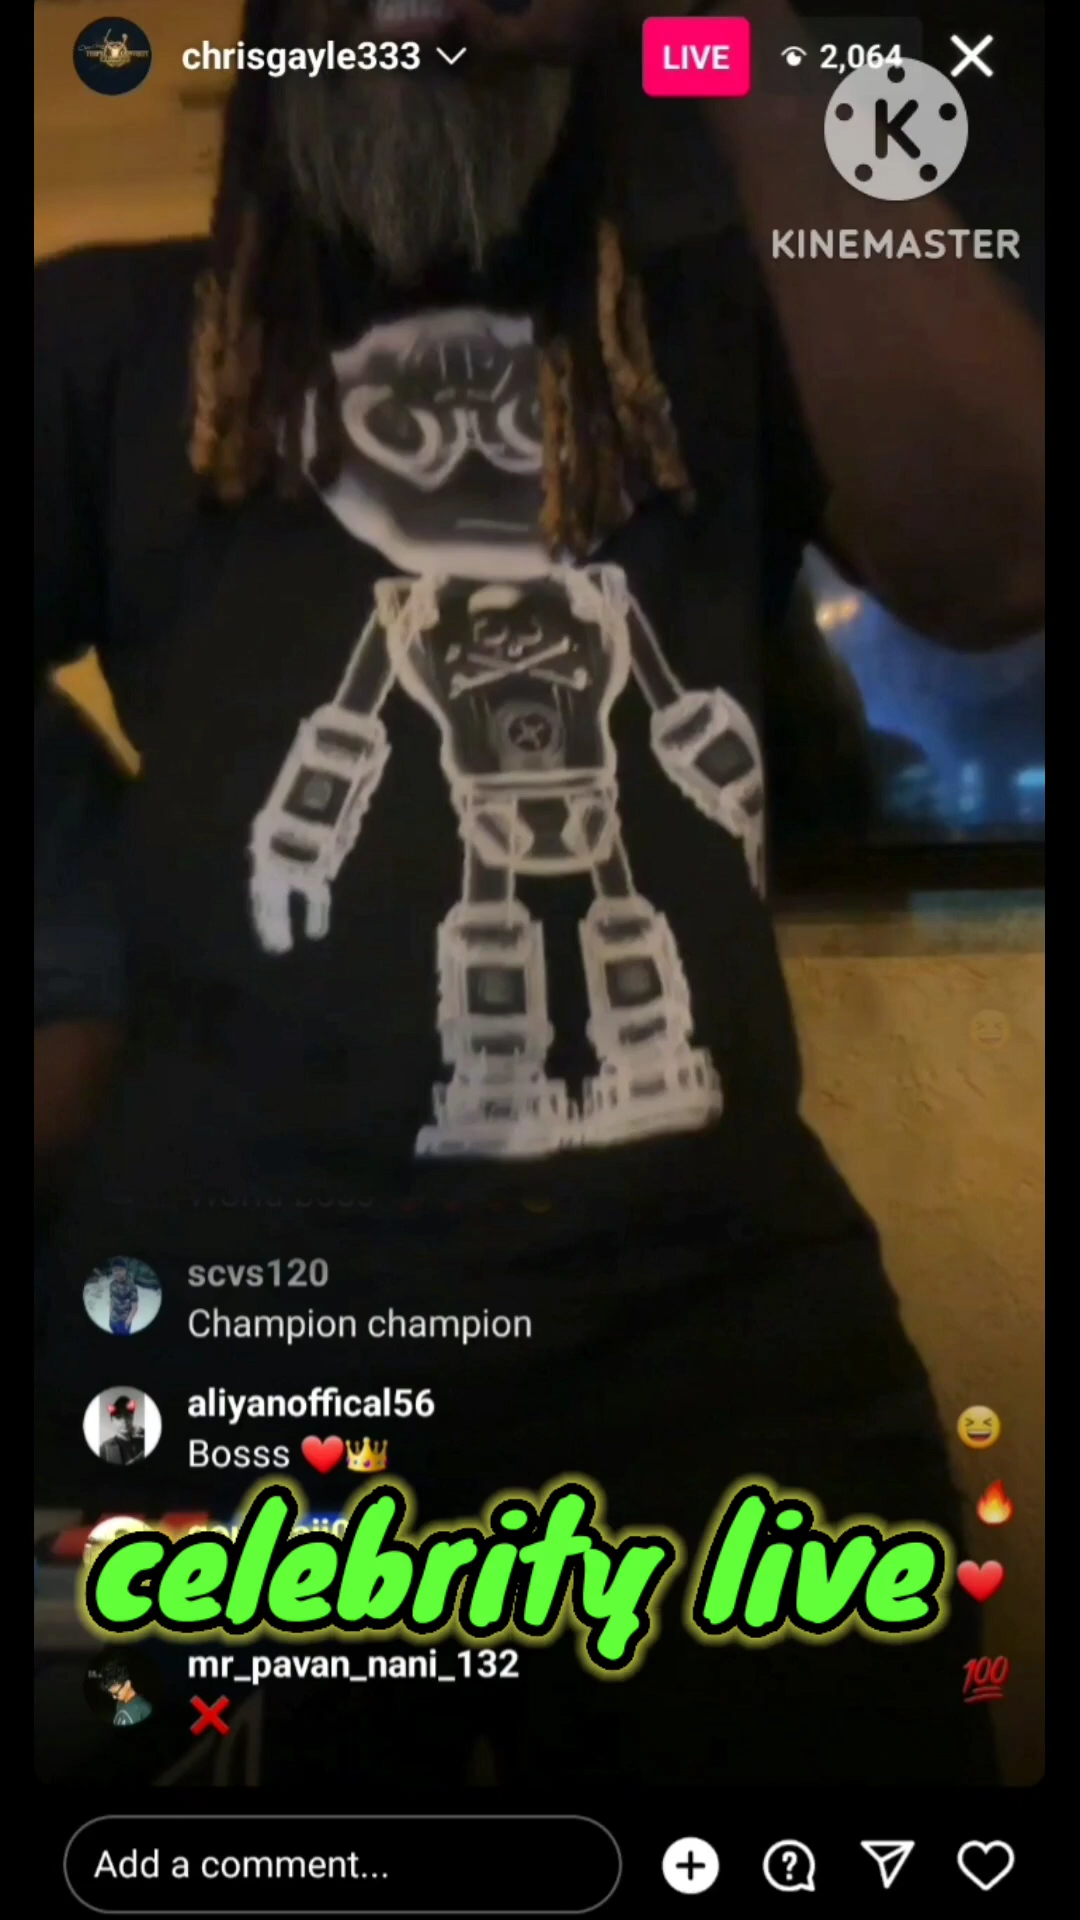 chrisgayle333
LIVE
2,064
K
KINEMASTER
scvs120
Champion champion
aliyanoffical56
Bosss ❤️👑
celebrity live
mr_pavan_nani_132
❌
💯
Add a comment...